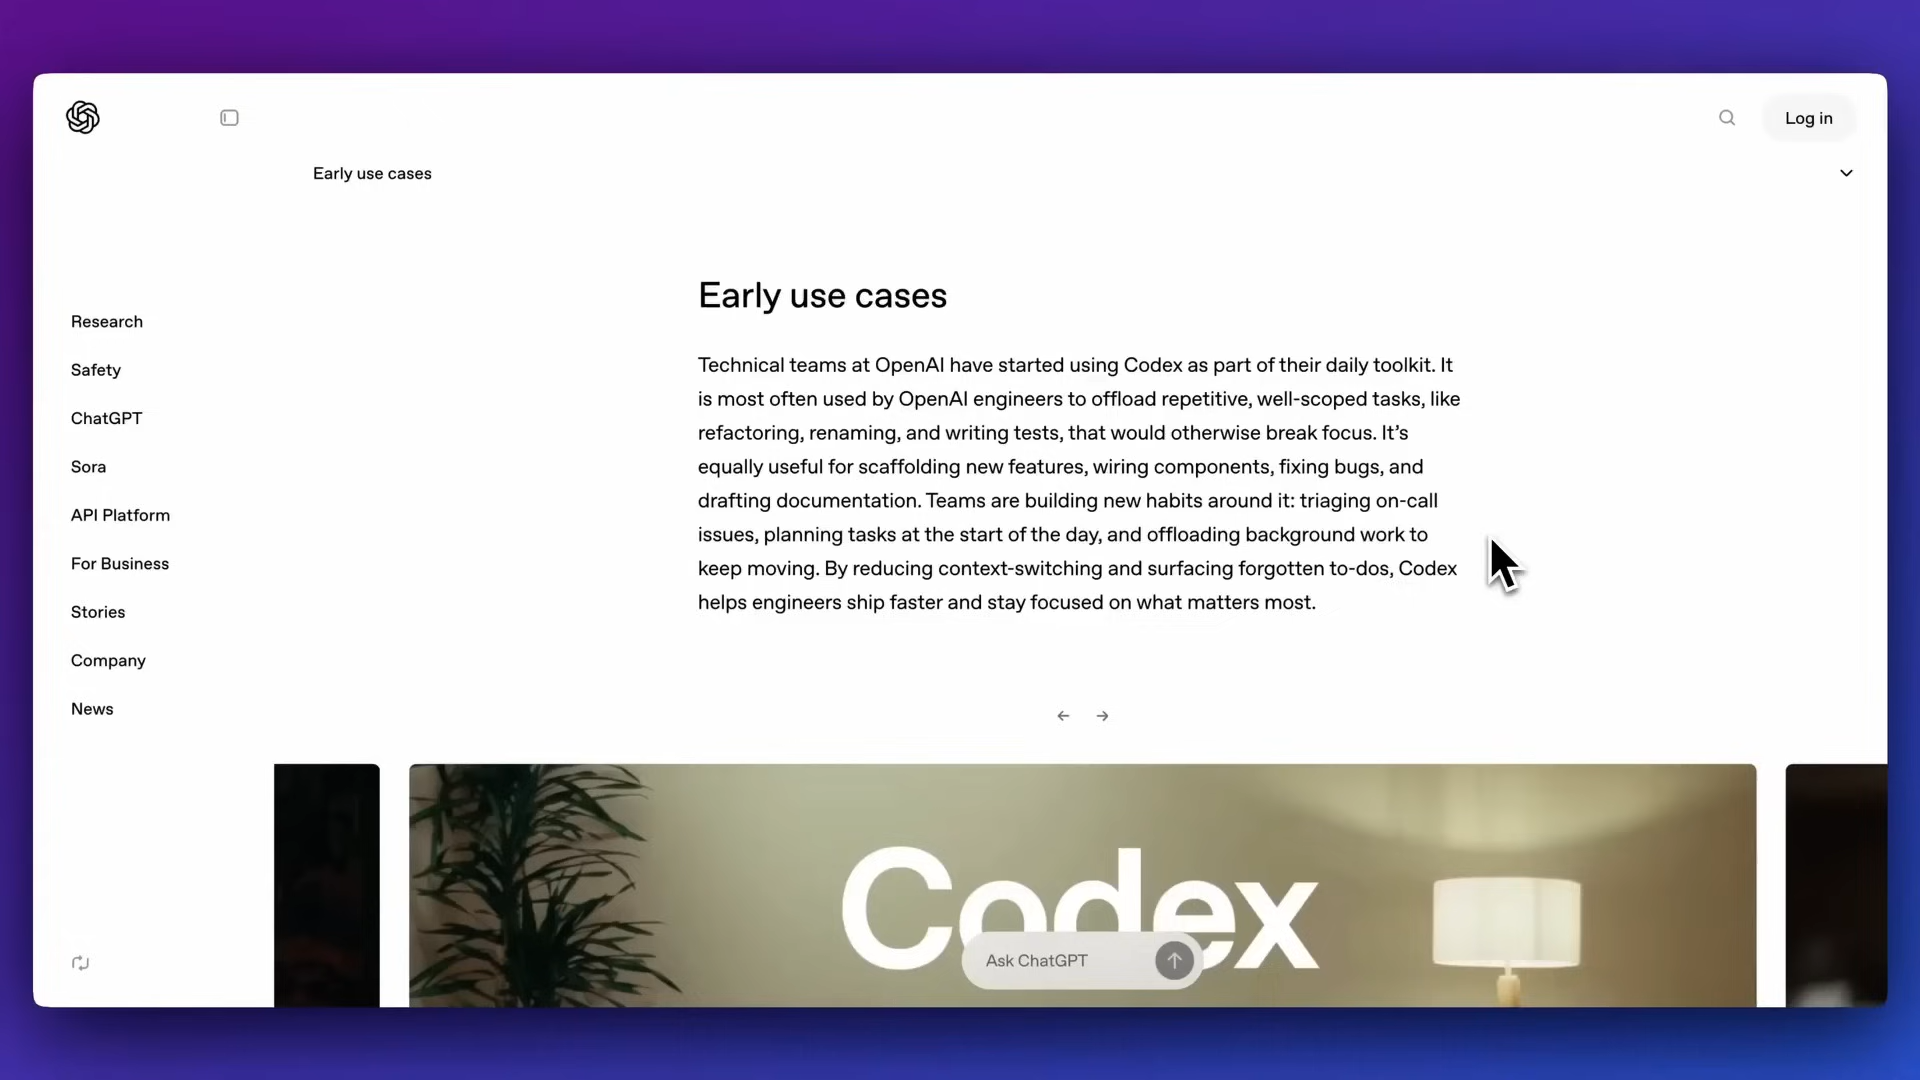 Log in
Early use cases
Research
Safety
ChatGPT
Sora
API Platform
For Business
Stories
Company
News
Early use cases
Technical teams at OpenAI have started using Codex as part of their daily toolkit. It
is most often used by OpenAI engineers to offload repetitive, well-scoped tasks, like
refactoring, renaming, and writing tests, that would otherwise break focus. It’s
equally useful for scaffolding new features, wiring components, fixing bugs, and
drafting documentation. Teams are building new habits around it: triaging on-call
issues, planning tasks at the start of the day, and offloading background work to
keep moving. By reducing context-switching and surfacing forgotten to-dos, Codex
helps engineers ship faster and stay focused on what matters most.
Codex
Ask ChatGPT